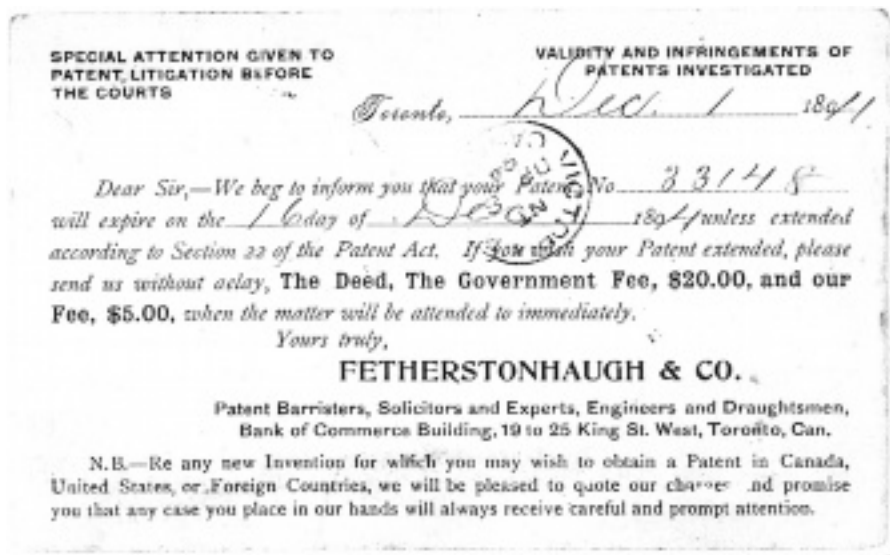 SPECIAL ATTENTION GIVEN TO
PATENT LITIGATION BEFORE
THE COURTS
VALIDITY AND INFRINGEMENTS OF
PATENTS INVESTIGATED
Toronto, Dec. 1 1894.
Dear Sir,—We beg to inform you that your Patent No 33148
will expire on the 16 day of Dec 1894 unless extended
according to Section 22 of the Patent Act. If you wish your Patent extended, please
send us without delay, The Deed, The Government Fee, $20.00, and our
Fee, $5.00, when the matter will be attended to immediately.
Yours truly,
FETHERSTONHAUGH & CO.
Patent Barristers, Solicitors and Experts, Engineers and Draughtsmen,
Bank of Commerce Building, 19 to 25 King St. West, Toronto, Can.
N.B.—Re any new Invention for which you may wish to obtain a Patent in Canada,
United States, or Foreign Countries, we will be pleased to quote our charges and promise
you that any case you place in our hands will always receive careful and prompt attention.